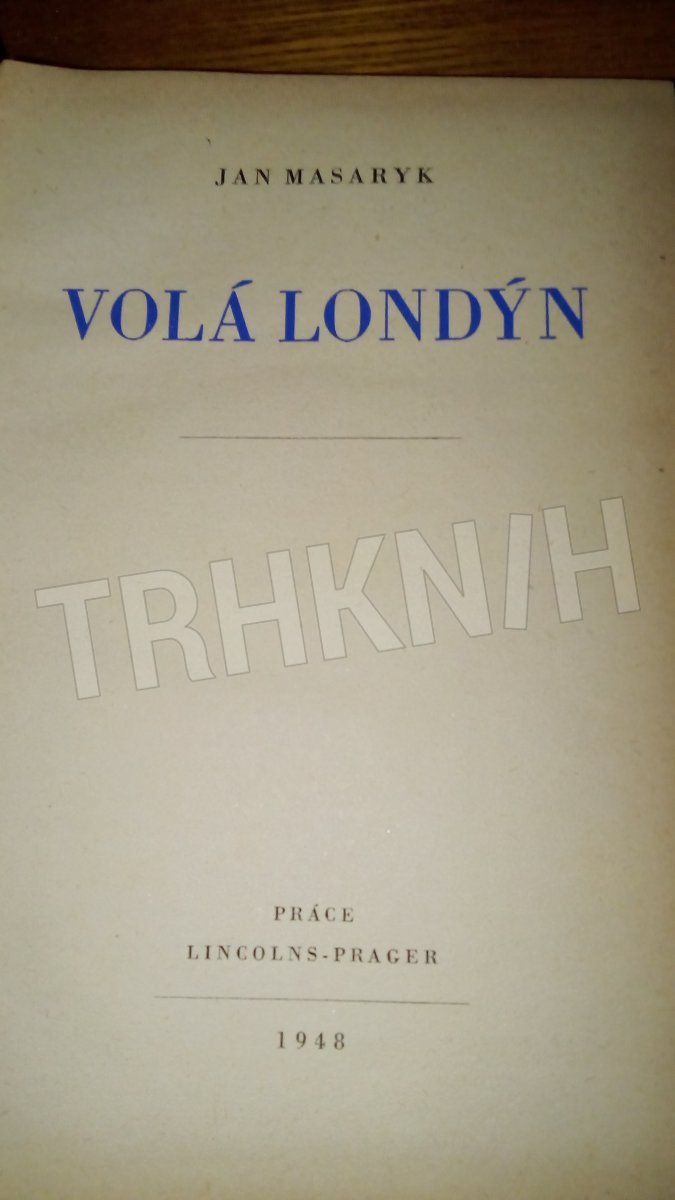 JAN MASARYK
VOLÁ LONDÝN
TRHKNIH
PRÁCE
LINCOLNS-PRAGER
1948